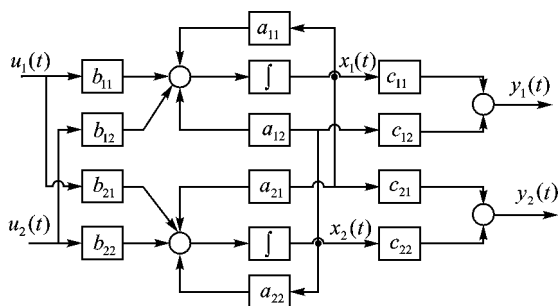 a₁₁
u₁(t) b₁₁ ∫ x₁(t) c₁₁ y₁(t)
b₁₂ a₁₂ c₁₂
b₂₁ a₂₁ c₂₁ y₂(t)
u₂(t) b₂₂ ∫ x₂(t) c₂₂
a₂₂